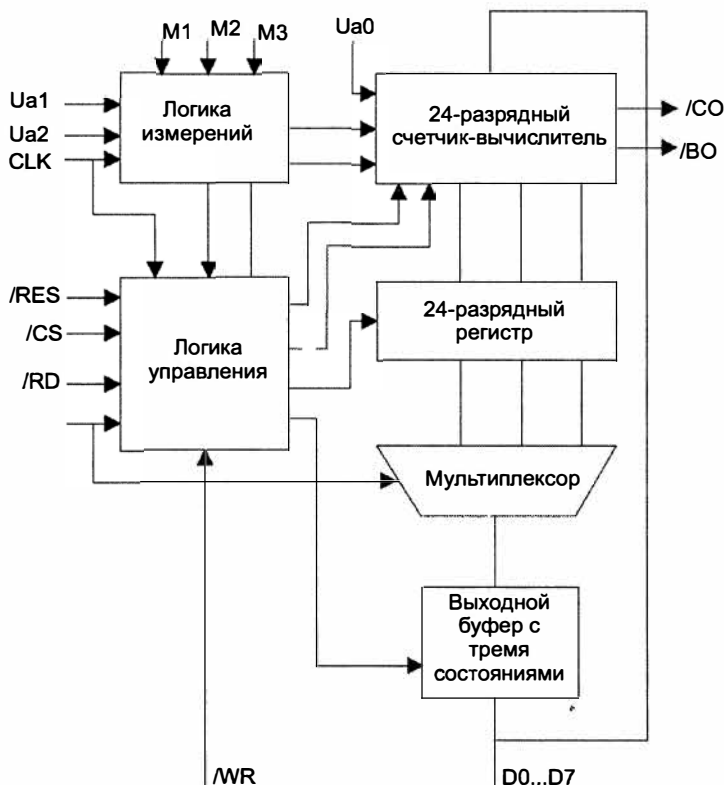 M1 M2 M3 Ua0
Ua1
Ua2
CLK
Логика
измерений
24-разрядный
счетчик-вычислитель
/CO
/BO
/RES
/CS
/RD
Логика
управления
24-разрядный
регистр
Мультиплексор
Выходной
буфер с
тремя
состояниями
/WR
D0...D7